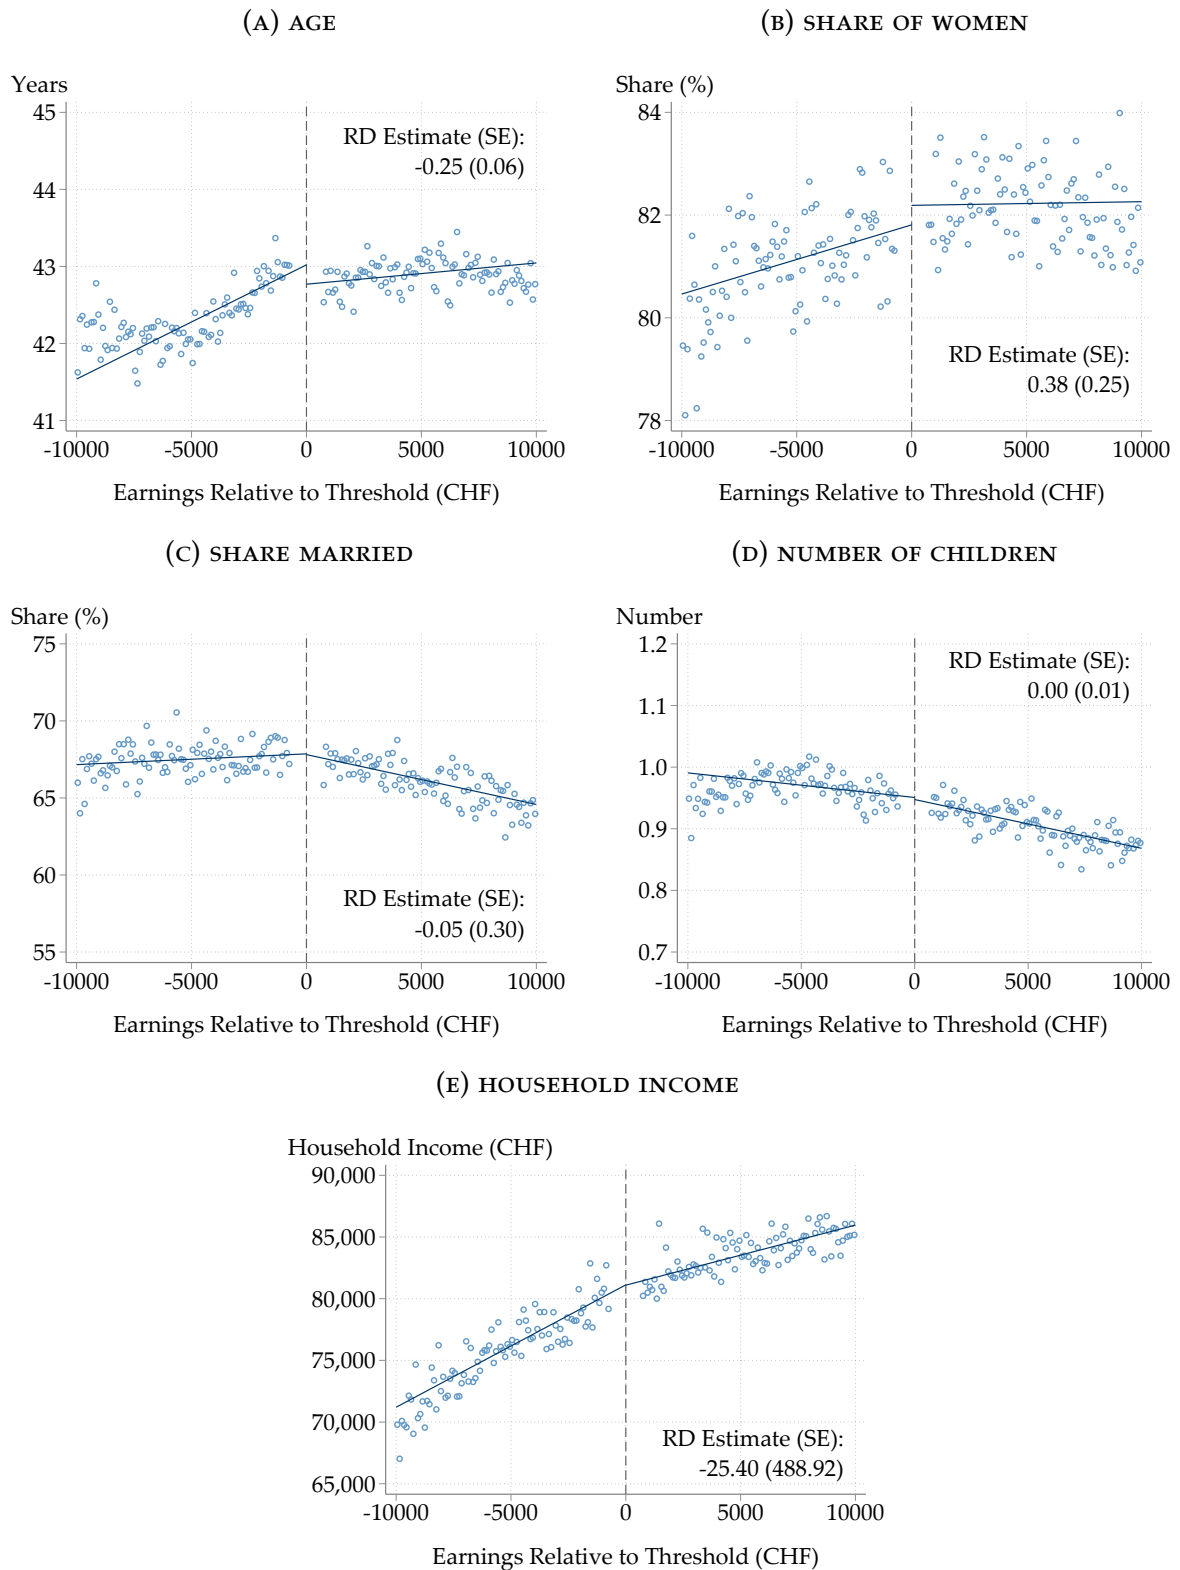 (A) AGE
Years
45
44
43
42
41
RD Estimate (SE):
-0.25 (0.06)
-10000 -5000 0 5000 10000
Earnings Relative to Threshold (CHF)
(B) SHARE OF WOMEN
Share (%)
84
82
80
78
RD Estimate (SE):
0.38 (0.25)
-10000 -5000 0 5000 10000
Earnings Relative to Threshold (CHF)
(C) SHARE MARRIED
Share (%)
75
70
65
60
55
RD Estimate (SE):
-0.05 (0.30)
-10000 -5000 0 5000 10000
Earnings Relative to Threshold (CHF)
(D) NUMBER OF CHILDREN
Number
1.2
1.1
1.0
0.9
0.8
0.7
RD Estimate (SE):
0.00 (0.01)
-10000 -5000 0 5000 10000
Earnings Relative to Threshold (CHF)
(E) HOUSEHOLD INCOME
Household Income (CHF)
90,000
85,000
80,000
75,000
70,000
65,000
RD Estimate (SE):
-25.40 (488.92)
-10000 -5000 0 5000 10000
Earnings Relative to Threshold (CHF)